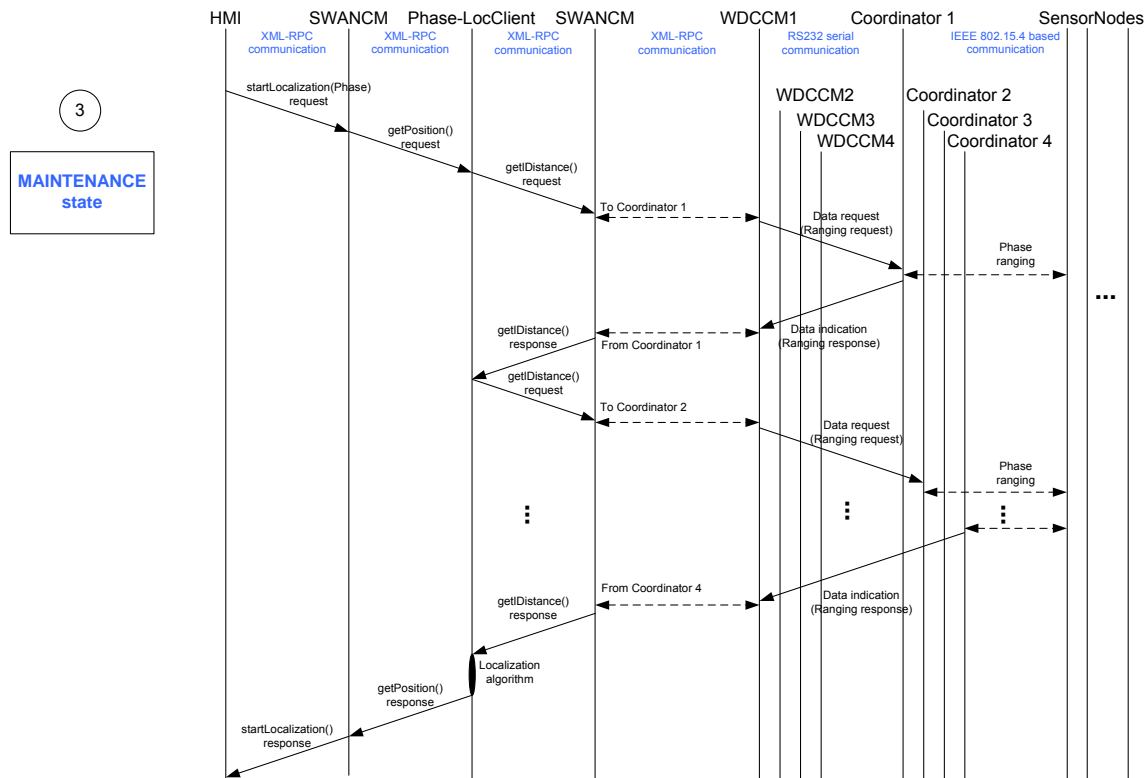 HMI
SWANCM
Phase-LocClient
SWANCM
WDCCM1
Coordinator 1
SensorNodes
XML-RPC
communication
XML-RPC
communication
XML-RPC
communication
XML-RPC
communication
RS232 serial
communication
IEEE 802.15.4 based
communication
3
MAINTENANCE
state
startLocalization(Phase)
request
getPosition()
request
getIDistance()
request
WDCCM2
WDCCM3
WDCCM4
Coordinator 2
Coordinator 3
Coordinator 4
To Coordinator 1
Data request
(Ranging request)
Phase
ranging
...
getIDistance()
response
From Coordinator 1
Data indication
(Ranging response)
getIDistance()
request
To Coordinator 2
Data request
(Ranging request)
Phase
ranging
...
...
...
From Coordinator 4
Data indication
(Ranging response)
getIDistance()
response
Localization
algorithm
getPosition()
response
startLocalization()
response